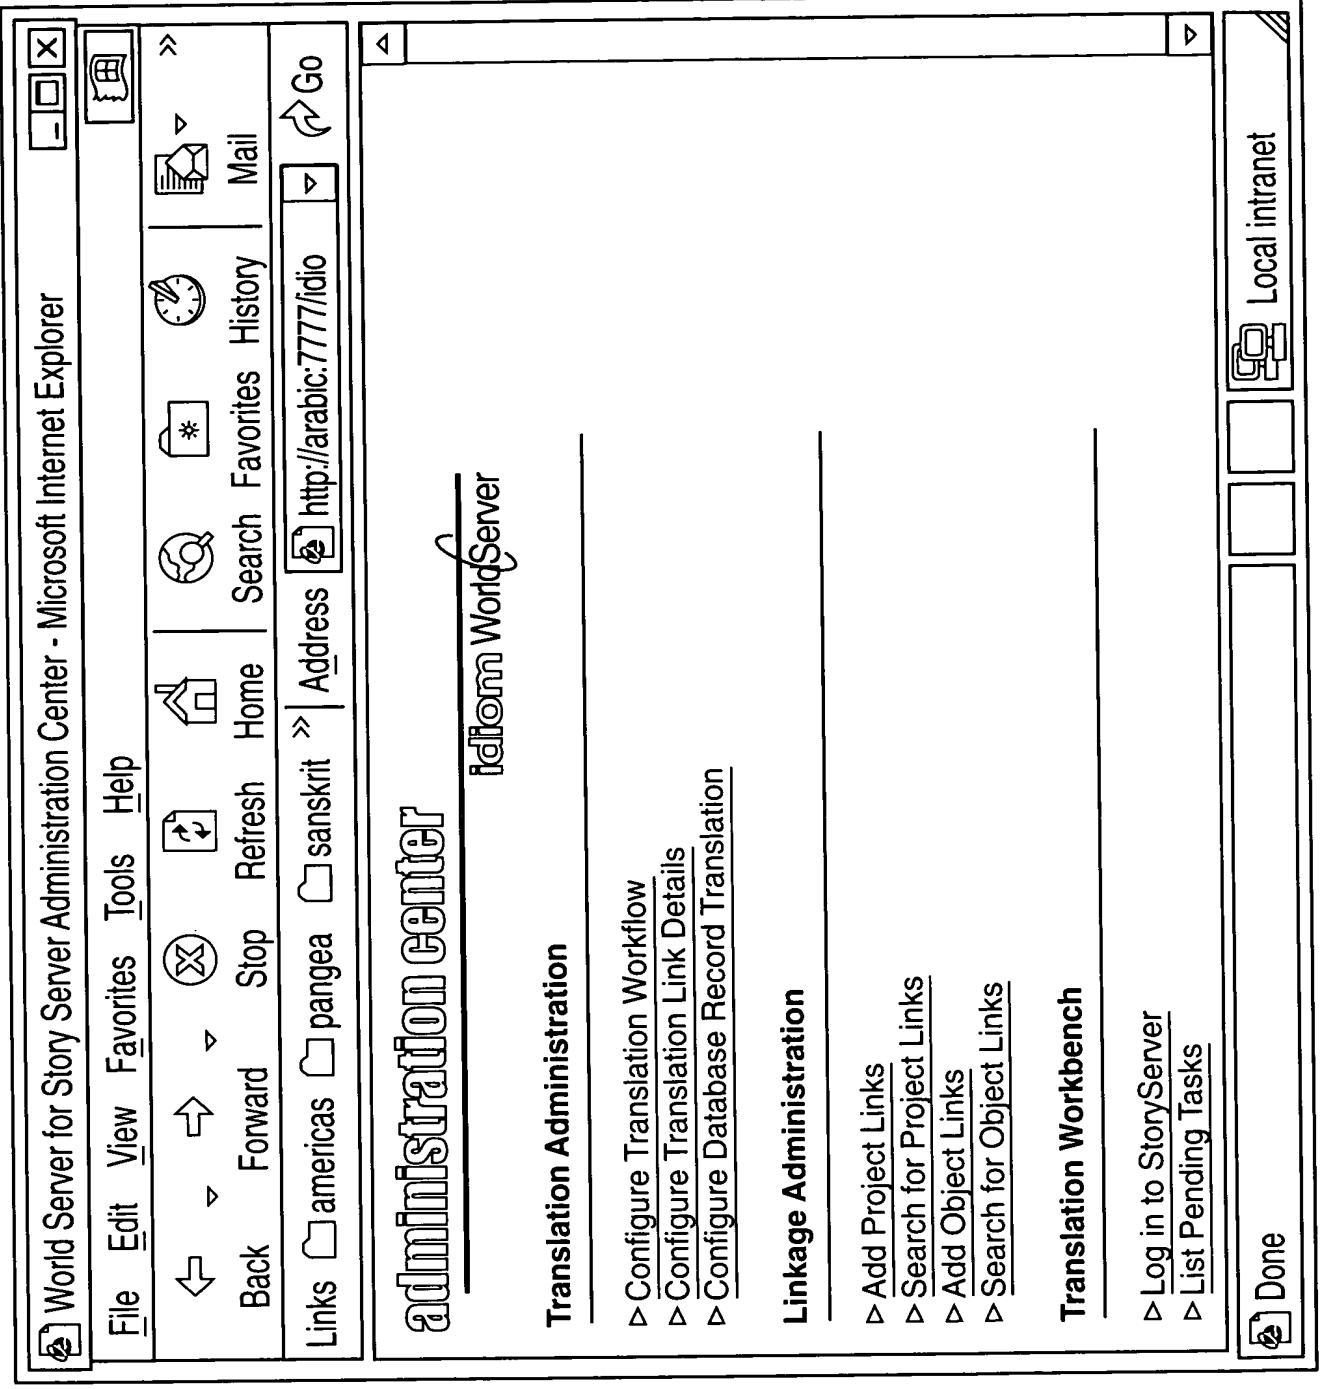 World Server for Story Server Administration Center - Microsoft Internet Explorer
File Edit View Favorites Tools Help
Back Forward Stop Refresh Home Search Favorites History Mail »
Links americas pangea sanskrit » Address http://arabic:7777/idio Go
administration center
idiom WorldServer
Translation Administration
Configure Translation Workflow
Configure Translation Link Details
Configure Database Record Translation
Linkage Administration
Add Project Links
Search for Project Links
Add Object Links
Search for Object Links
Translation Workbench
Log in to StoryServer
List Pending Tasks
Done Local intranet